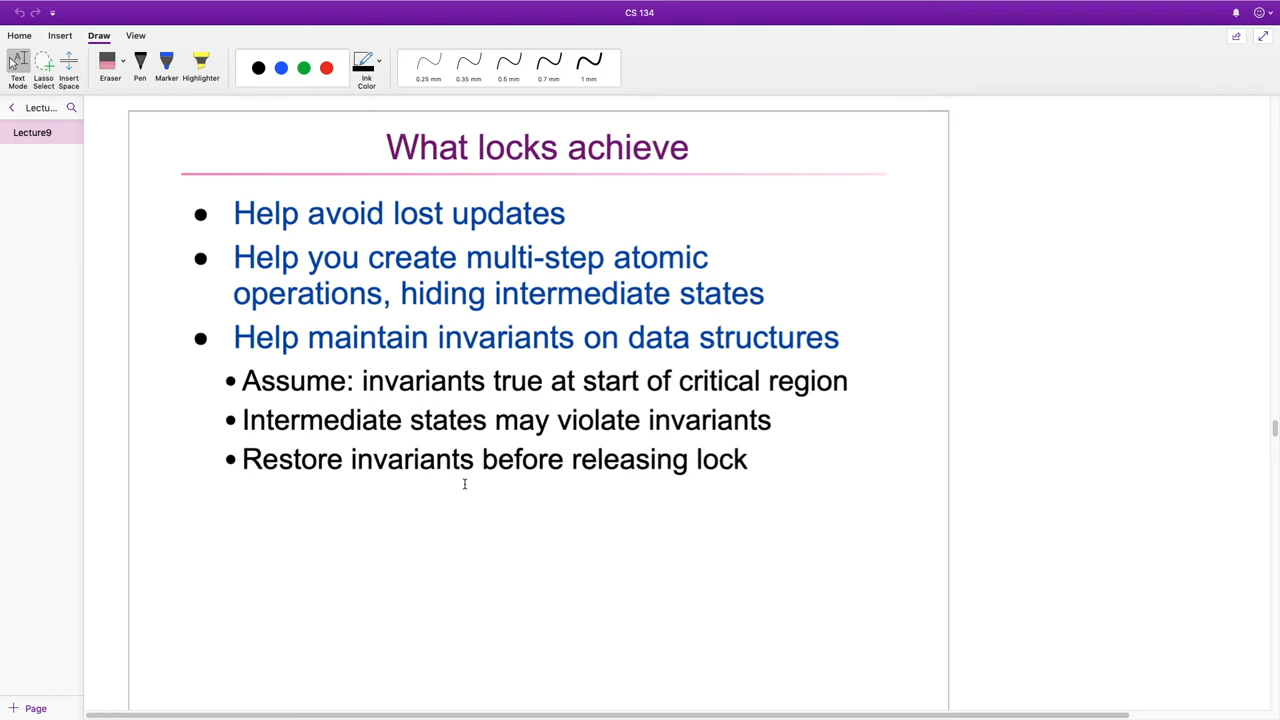 CS 134
Home Insert Draw View
Text Mode
Lasso Select
Insert Space
Eraser
Pen
Marker
Highlighter
Ink Color
0.25 mm
0.35 mm
0.5 mm
0.7 mm
1 mm
Lectu...
Lecture9
What locks achieve
• Help avoid lost updates
• Help you create multi-step atomic
operations, hiding intermediate states
• Help maintain invariants on data structures
• Assume: invariants true at start of critical region
• Intermediate states may violate invariants
• Restore invariants before releasing lock
+ Page